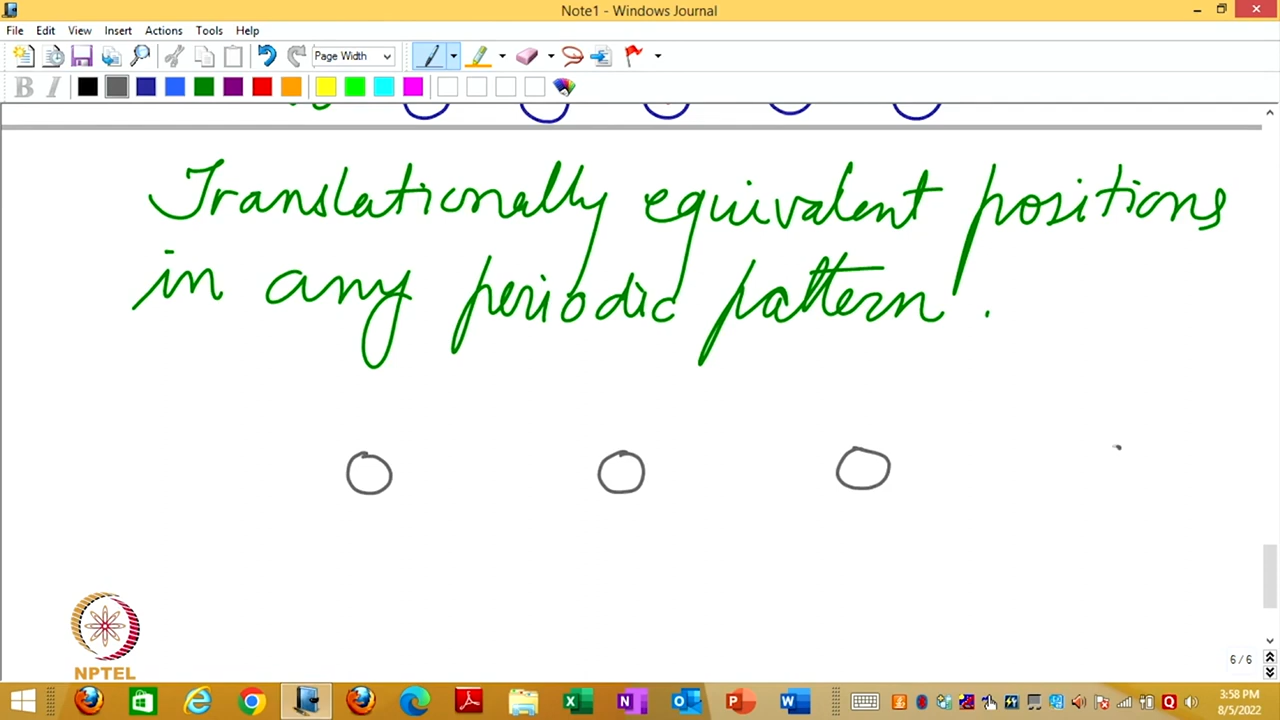 Note1 - Windows Journal
File Edit View Insert Actions Tools Help
Page Width
B I
Translationally equivalent positions
in any periodic pattern.
NPTEL
6 / 6
3:58 PM
8/5/2022